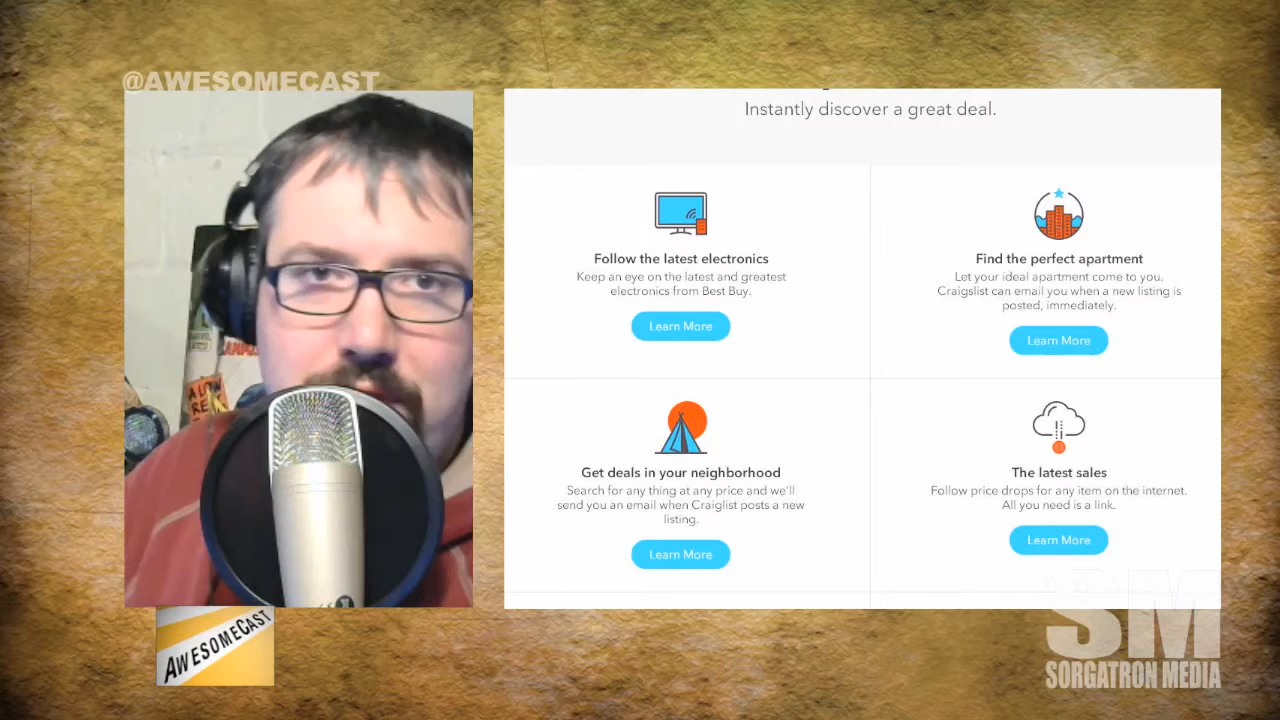 @AWESOMECAST
Instantly discover a great deal.
Follow the latest electronics
Keep an eye on the latest and greatest
electronics from Best Buy.
Learn More
Find the perfect apartment
Let your ideal apartment come to you.
Craigslist can email you when a new listing is
posted, immediately.
Learn More
Get deals in your neighborhood
Search for any thing at any price and we'll
send you an email when Craiglist posts a new
listing.
Learn More
The latest sales
Follow price drops for any item on the internet.
All you need is a link.
Learn More
AWESOMECAST
SM
SORGATRON MEDIA